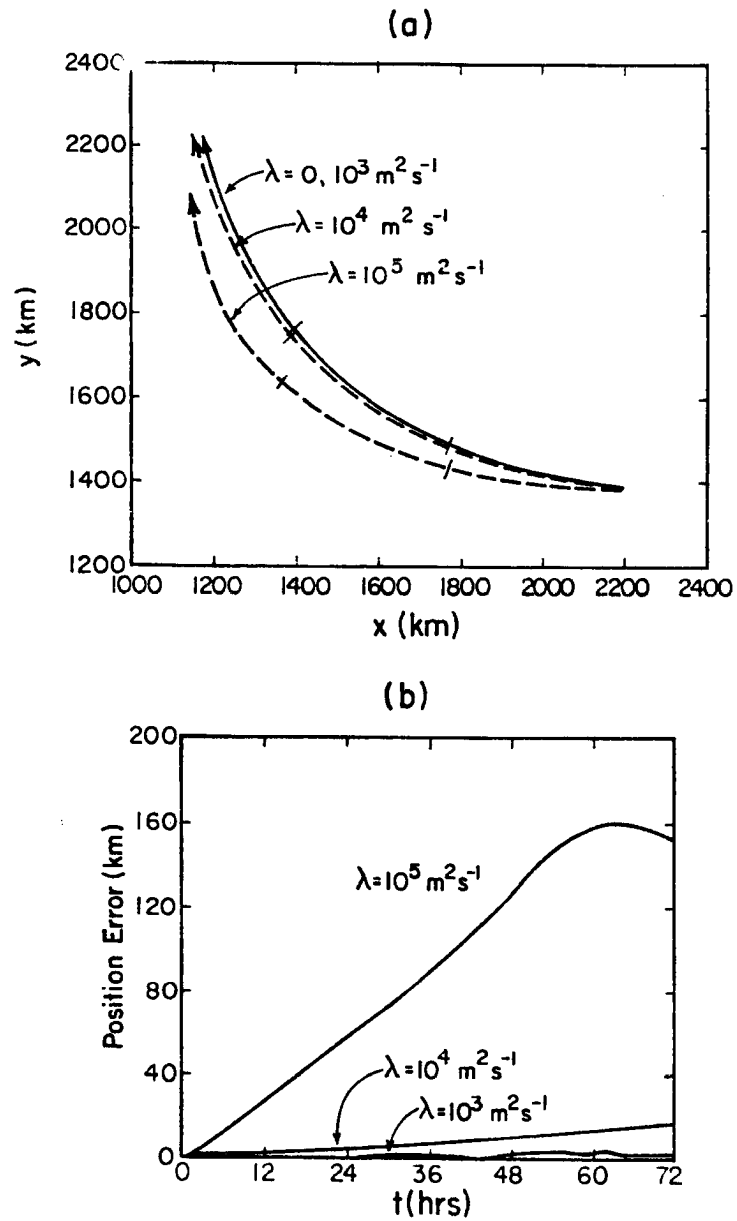 (a)
2400
2200
2000
1800
1600
1400
1200
y (km)
λ = 0, 10³ m² s⁻¹
λ = 10⁴ m² s⁻¹
λ = 10⁵ m² s⁻¹
1000 1200 1400 1600 1800 2000 2200 2400
x (km)
(b)
200
160
120
80
40
0
Position Error (km)
λ = 10⁵ m² s⁻¹
λ = 10⁴ m² s⁻¹
λ = 10³ m² s⁻¹
0 12 24 36 48 60 72
t (hrs)